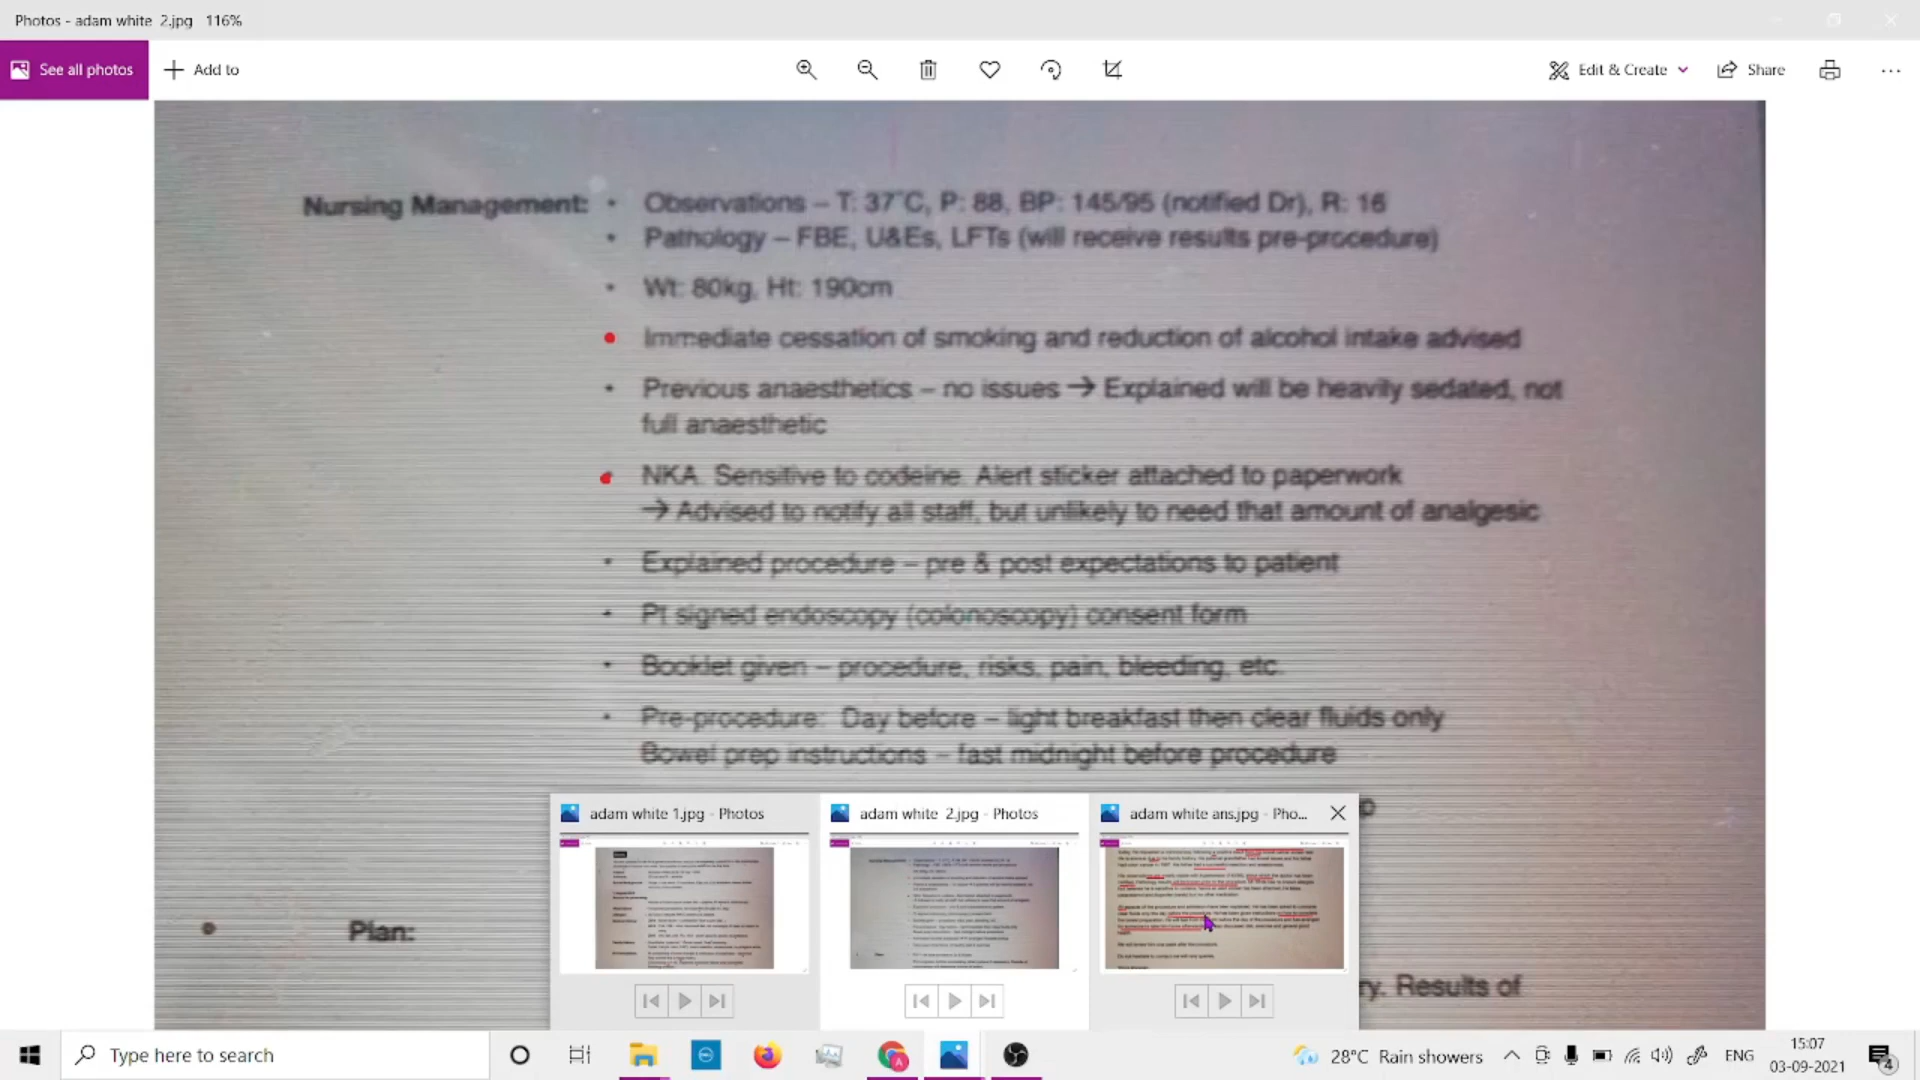 Photos - adam white 2.jpg 116%
See all photos
Add to
Edit & Create
Share
Nursing Management: • Observations – T: 37°C, P: 88, BP: 145/95 (notified Dr), R: 16
• Pathology – FBE, U&Es, LFTs (will receive results pre-procedure)
• Wt: 80kg, Ht: 190cm
• Immediate cessation of smoking and reduction of alcohol intake advised
• Previous anaesthetics – no issues → Explained will be heavily sedated, not
full anaesthetic
• NKA. Sensitive to codeine. Alert sticker attached to paperwork
→ Advised to notify all staff, but unlikely to need that amount of analgesic
• Explained procedure – pre & post expectations to patient
• Pt signed endoscopy (colonoscopy) consent form
• Booklet given – procedure, risks, pain, bleeding, etc.
• Pre-procedure: Day before – light breakfast then clear fluids only
Bowel prep instructions – fast midnight before procedure
adam white 1.jpg - Photos
adam white 2.jpg - Photos
adam white ans.jpg - Pho...
• Plan:
ry. Results of
Type here to search
28°C Rain showers
ENG
15:07
03-09-2021
4